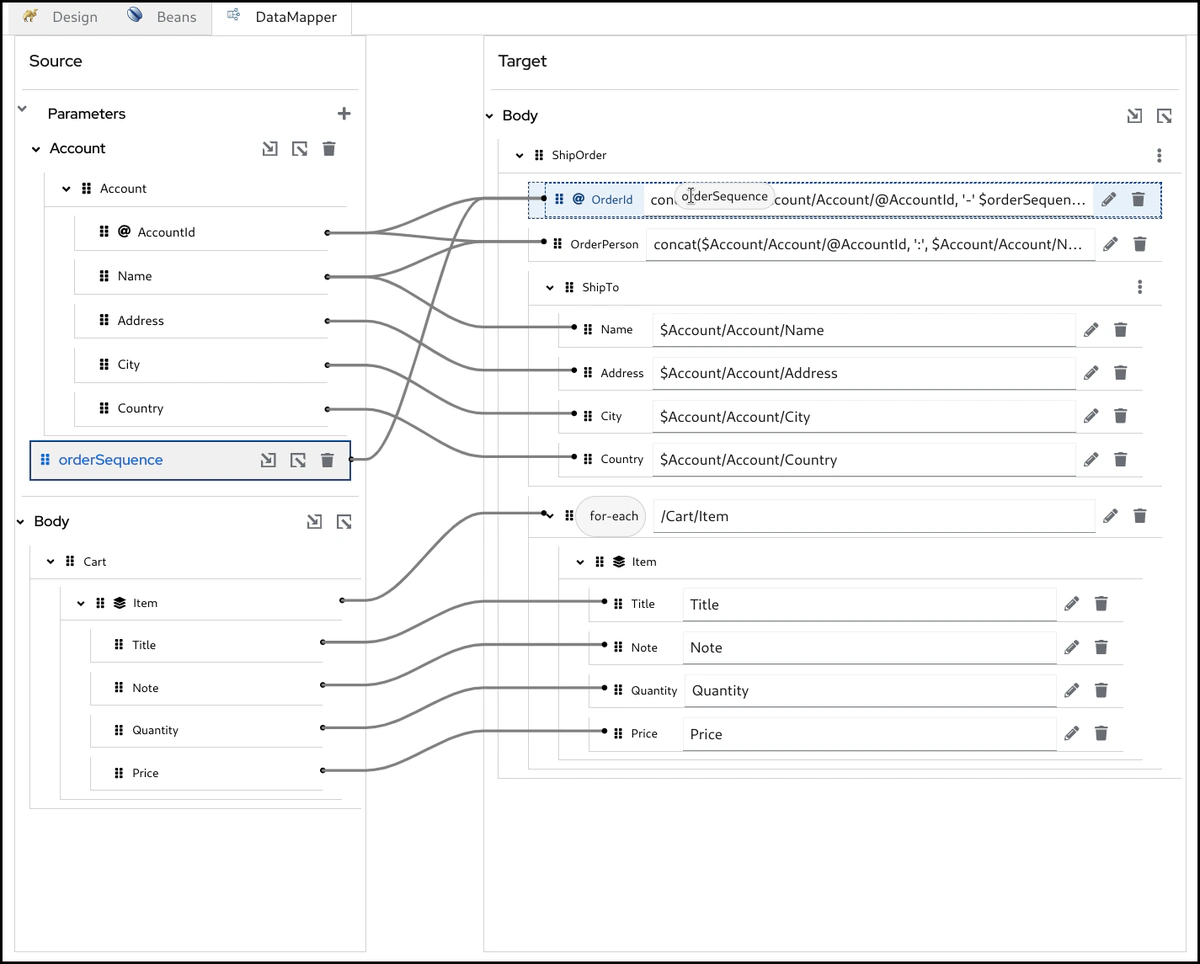 Design Beans DataMapper
Source
Parameters
Account
Account
@ AccountId
Name
Address
City
Country
orderSequence
Body
Cart
Item
Title
Note
Quantity
Price
Target
Body
ShipOrder
@ OrderId con orderSequence count/Account/@AccountId, '-' $orderSequen...
OrderPerson concat($Account/Account/@AccountId, ':', $Account/Account/N...
ShipTo
Name $Account/Account/Name
Address $Account/Account/Address
City $Account/Account/City
Country $Account/Account/Country
for-each /Cart/Item
Item
Title Title
Note Note
Quantity Quantity
Price Price